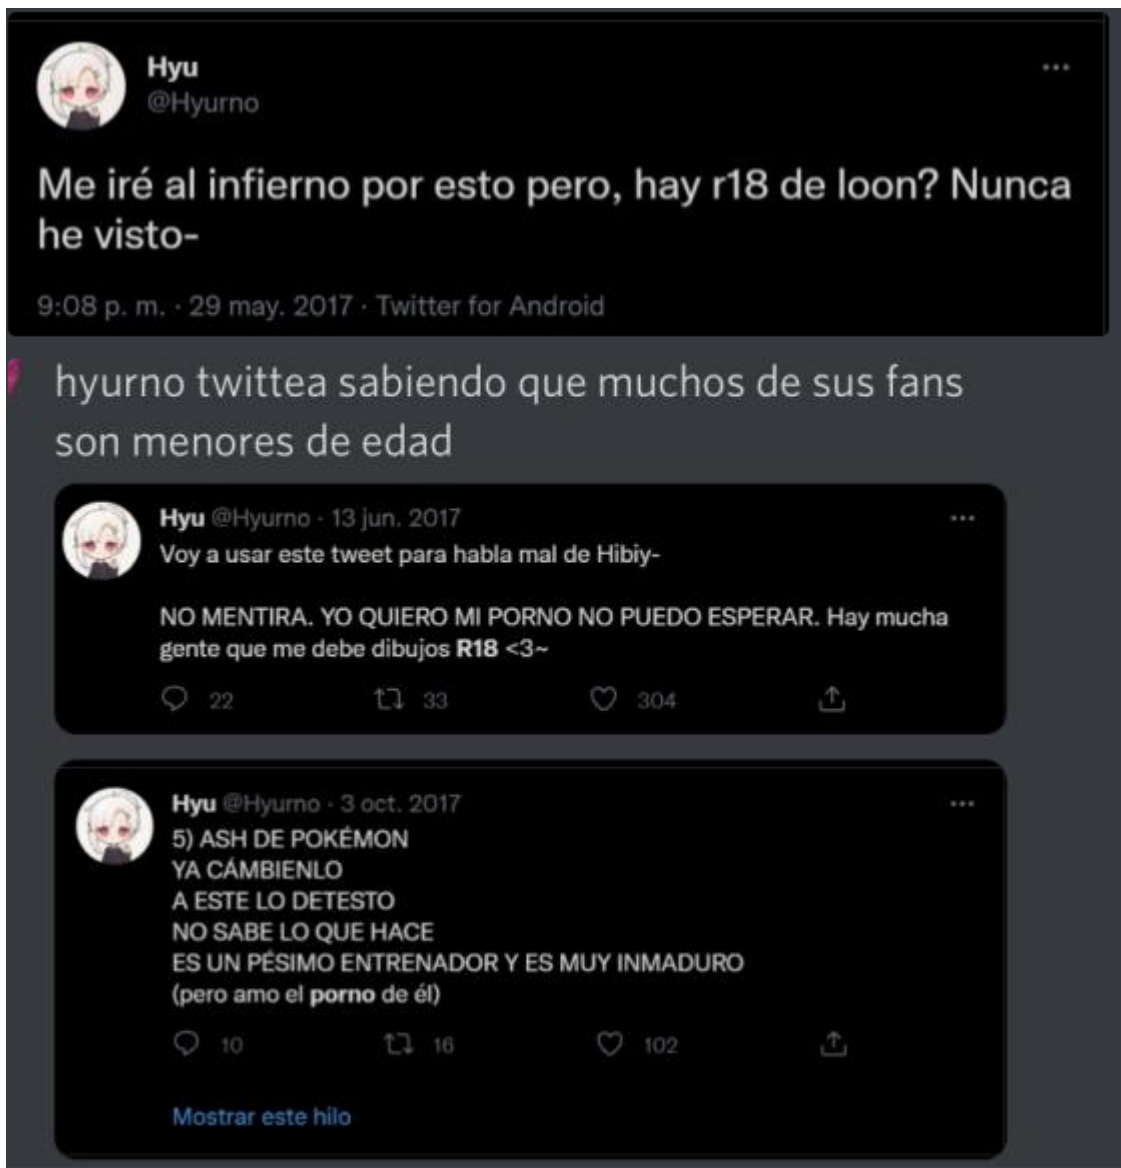 Hyu
@Hyurno
Me iré al infierno por esto pero, hay r18 de loon? Nunca
he visto-
9:08 p. m. · 29 may. 2017 · Twitter for Android
hyurno twittea sabiendo que muchos de sus fans
son menores de edad
Hyu @Hyurno · 13 jun. 2017
Voy a usar este tweet para habla mal de Hibiy-
NO MENTIRA. YO QUIERO MI PORNO NO PUEDO ESPERAR. Hay mucha
gente que me debe dibujos R18 <3~
22 33 304
Hyu @Hyurno · 3 oct. 2017
5) ASH DE POKÉMON
YA CÁMBIENLO
A ESTE LO DETESTO
NO SABE LO QUE HACE
ES UN PÉSIMO ENTRENADOR Y ES MUY INMADURO
(pero amo el porno de él)
10 16 102
Mostrar este hilo